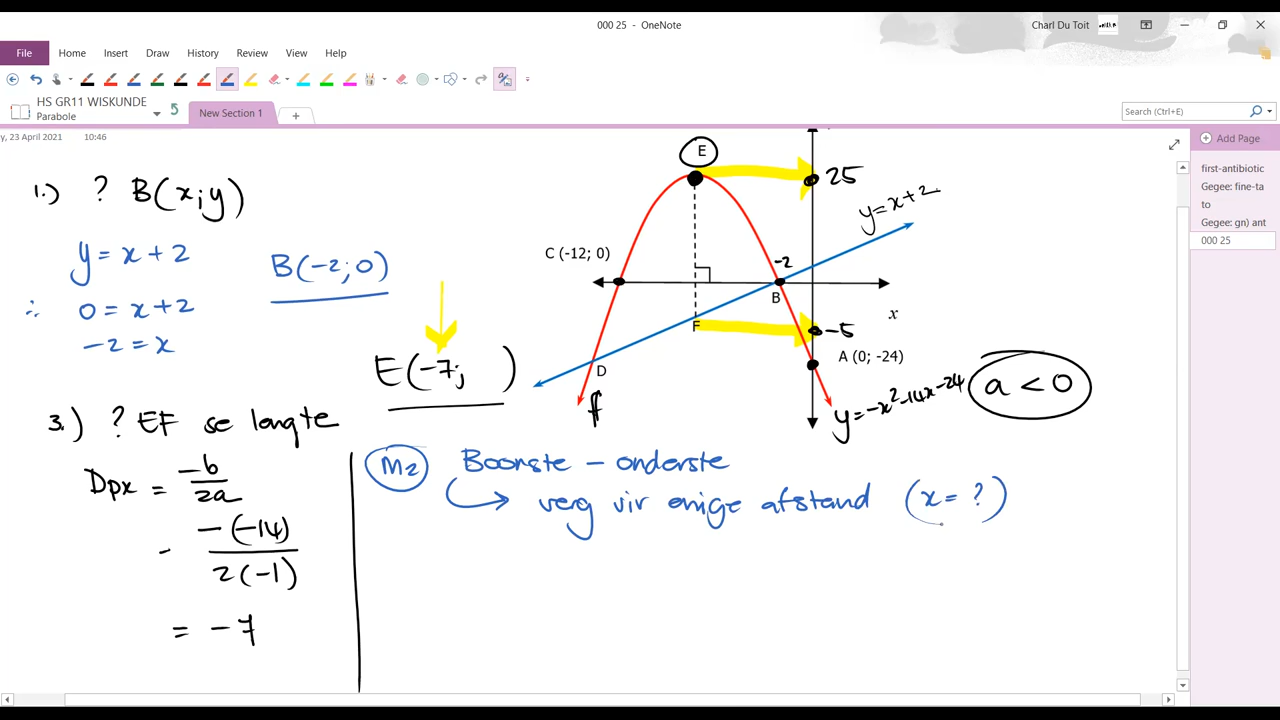 000 25 - OneNote
Charl Du Toit
File Home Insert Draw History Review View Help
HS GR11 WISKUNDE
Parabole
New Section 1
Search (Ctrl+E)
y, 23 April 2021 10:46
Add Page
first-antibiotic
Gegee: fine-ta
to
Gegee: gn) ant
000 25
1.) ? B(x;y)
y = x + 2
∴ 0 = x + 2
-2 = x
B(-2;0)
E(-7; )
3.) ? EF se lengte
Dpx = -b/2a
= -(-14)/2(-1)
= -7
E
25
y = x + 2
C (-12; 0)
-2
B
x
F
-5
A (0; -24)
D
f
y = -x² - 14x - 24
a < 0
M2 Boonste - onderste
verg vir enige afstand (x = ?)